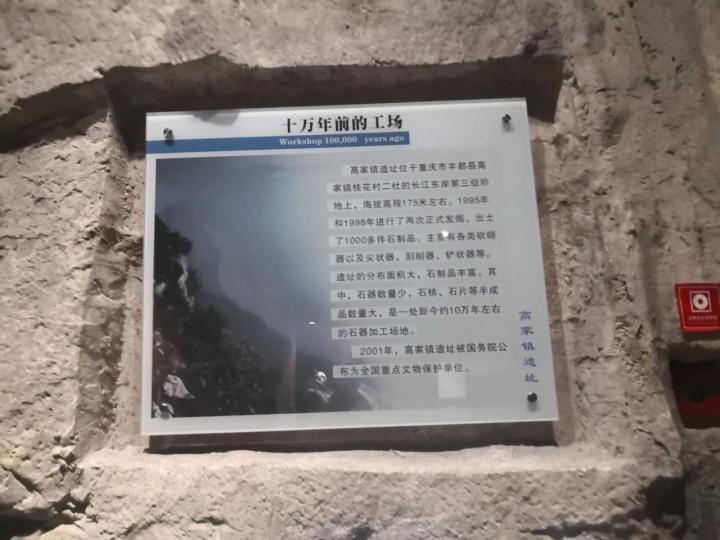 十万年前的工场
Workshop 100,000 years ago
高家镇遗址位于重庆市丰都县高
家镇桂花村二社的长江东岸第三级阶
地上，海拔高程175米左右。1995年
和1998年进行了两次正式发掘，出土
了1000多件石制品。主要有各类砍砸
器以及尖状器、刮削器、铲状器等。
遗址的分布面积大，石制品丰富。其
中，石器数量少，石核、石片等半成
品数量大，是一处距今约10万年左右
的石器加工场地。
2001年，高家镇遗址被国务院公
布为全国重点文物保护单位。
高家镇遗址